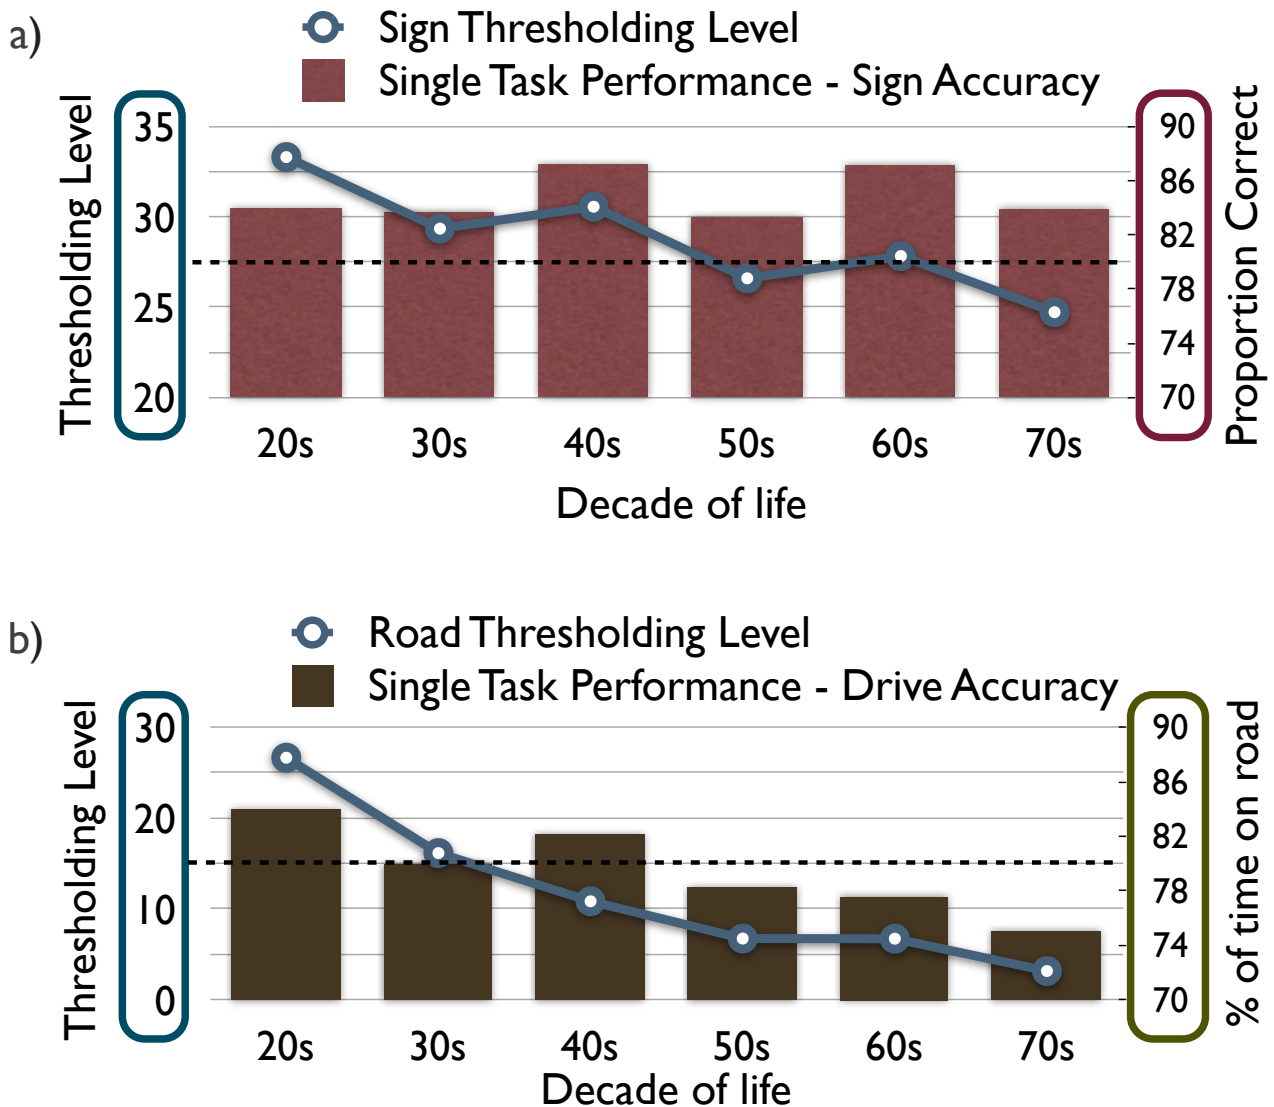 a)
Sign Thresholding Level
Single Task Performance - Sign Accuracy
Thresholding Level
35
30
25
20
90
86
82
78
74
70
Proportion Correct
20s 30s 40s 50s 60s 70s
Decade of life
b)
Road Thresholding Level
Single Task Performance - Drive Accuracy
Thresholding Level
30
20
10
0
90
86
82
78
74
70
% of time on road
20s 30s 40s 50s 60s 70s
Decade of life